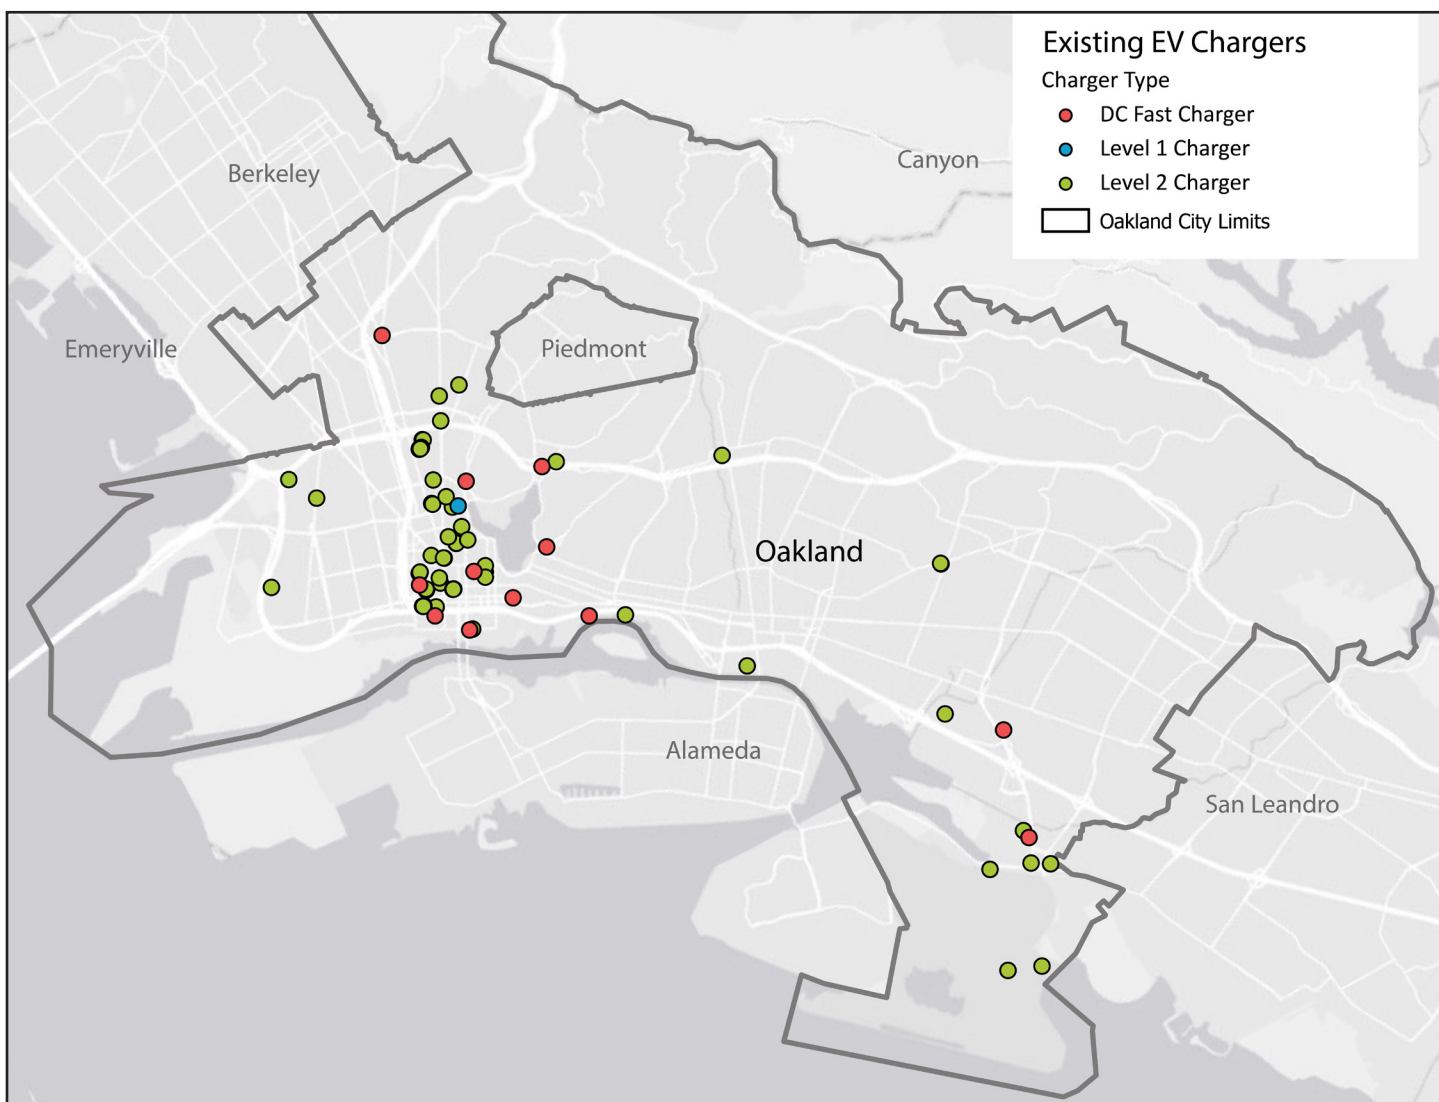 Existing EV Chargers
Charger Type
DC Fast Charger
Level 1 Charger
Level 2 Charger
Oakland City Limits
Canyon
Berkeley
Emeryville
Piedmont
Oakland
Alameda
San Leandro